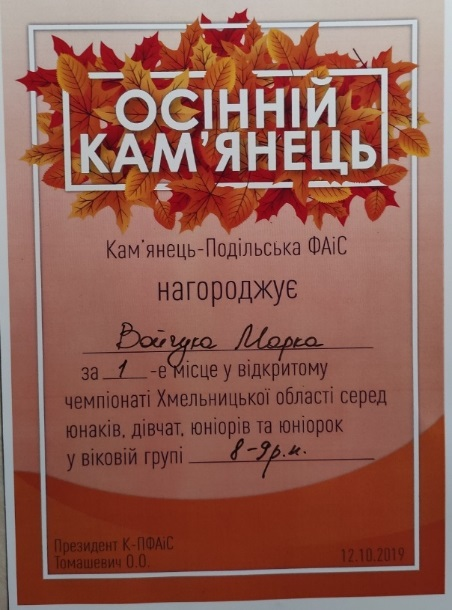 ОСІННІЙ
КАМ'ЯНЕЦЬ
Кам'янець-Подільська ФАіС
нагороджує
Войчука Марка
за 1 -е місце у відкритому
чемпіонаті Хмельницької області серед
юнаків, дівчат, юніорів та юніорок
у віковій групі 8-9р.н.
Президент К-ПФАіС
Томашевич О.О.
12.10.2019